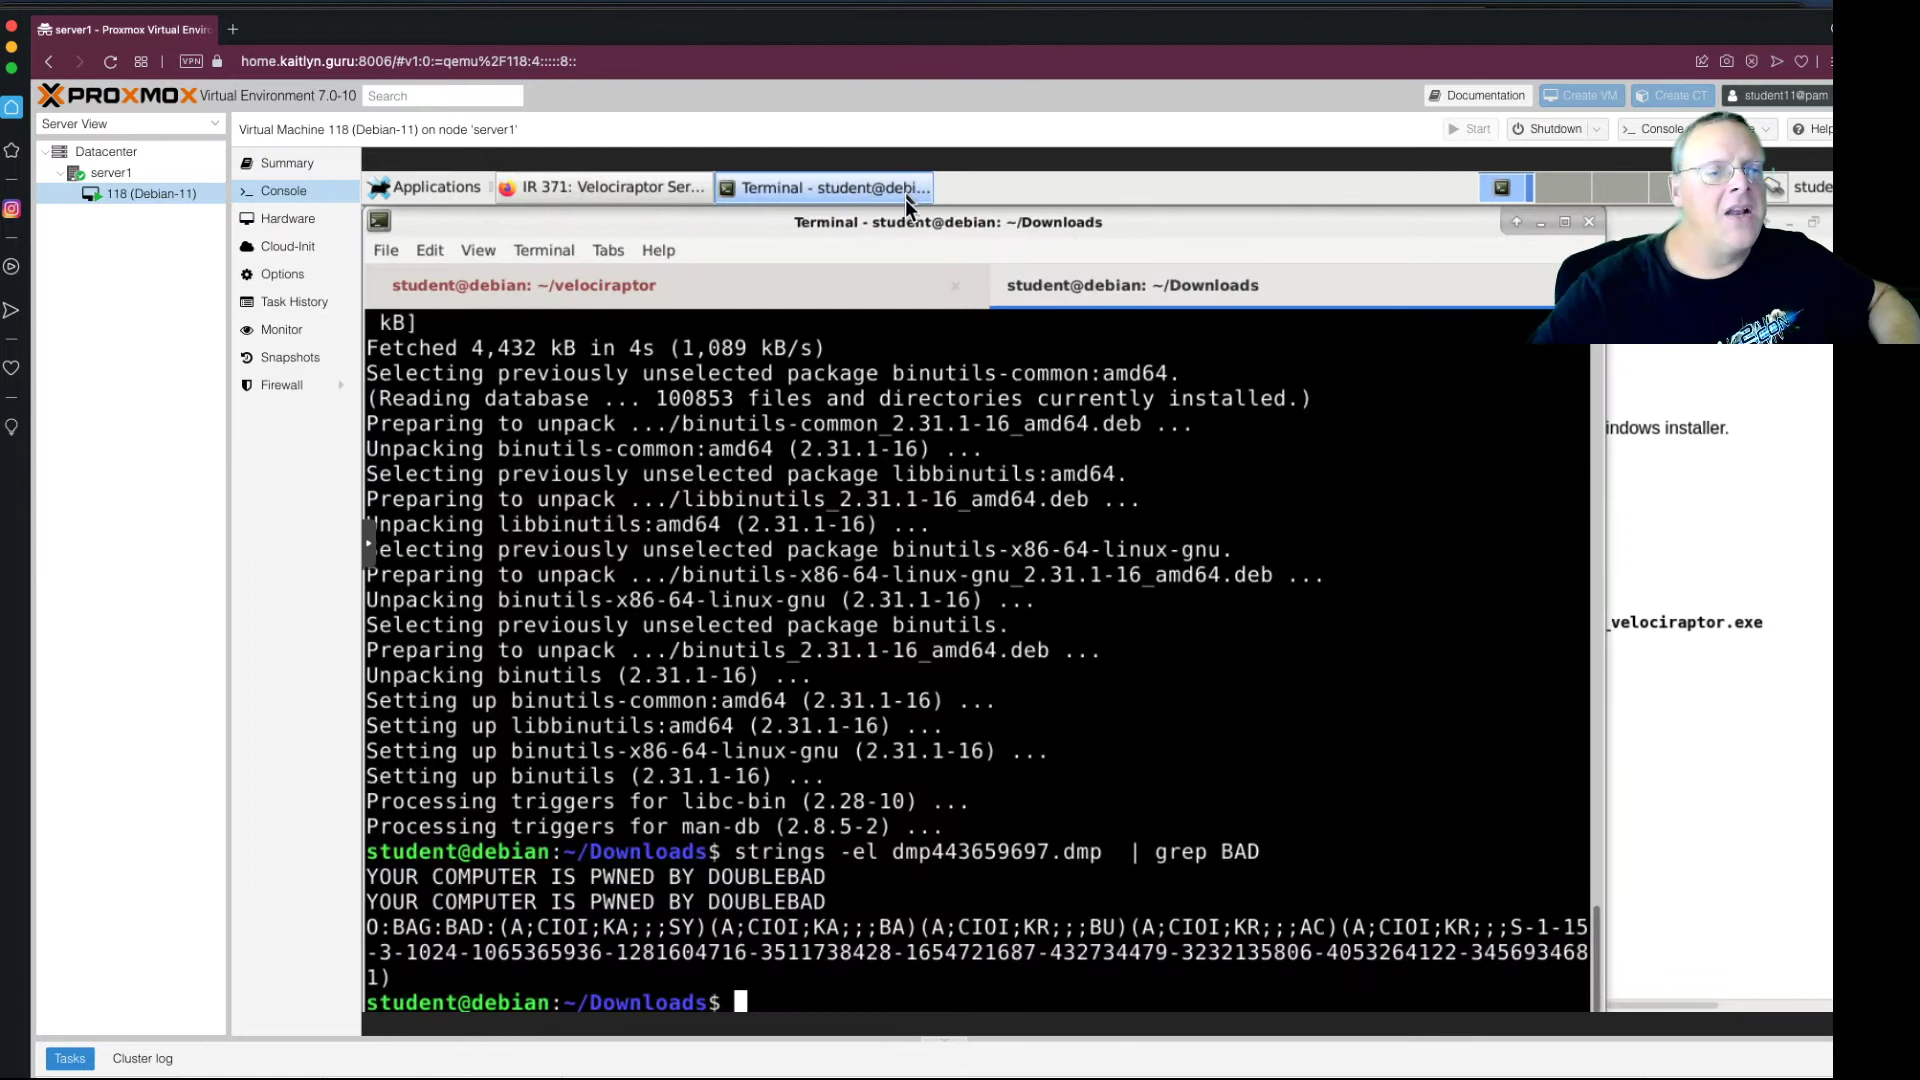 server1 - Proxmox Virtual Enviro
VPN
home.kaitlyn.guru:8006/#v1:0:=qemu%2F118:4:::::8::
PROXMOX Virtual Environment 7.0-10
Search
Documentation
Create VM
Create CT
student11@pam
Server View
Virtual Machine 118 (Debian-11) on node 'server1'
Start
Shutdown
Console
Help
Datacenter
server1
118 (Debian-11)
Summary
Console
Hardware
Cloud-Init
Options
Task History
Monitor
Snapshots
Firewall
Applications
IR 371: Velociraptor Ser...
Terminal - student@debi...
stude
Terminal - student@debian: ~/Downloads
File Edit View Terminal Tabs Help
student@debian: ~/velociraptor
student@debian: ~/Downloads
kB]
Fetched 4,432 kB in 4s (1,089 kB/s)
Selecting previously unselected package binutils-common:amd64.
(Reading database ... 100853 files and directories currently installed.)
Preparing to unpack .../binutils-common_2.31.1-16_amd64.deb ...
Unpacking binutils-common:amd64 (2.31.1-16) ...
Selecting previously unselected package libbinutils:amd64.
Preparing to unpack .../libbinutils_2.31.1-16_amd64.deb ...
Unpacking libbinutils:amd64 (2.31.1-16) ...
Selecting previously unselected package binutils-x86-64-linux-gnu.
Preparing to unpack .../binutils-x86-64-linux-gnu_2.31.1-16_amd64.deb ...
Unpacking binutils-x86-64-linux-gnu (2.31.1-16) ...
Selecting previously unselected package binutils.
Preparing to unpack .../binutils_2.31.1-16_amd64.deb ...
Unpacking binutils (2.31.1-16) ...
Setting up binutils-common:amd64 (2.31.1-16) ...
Setting up libbinutils:amd64 (2.31.1-16) ...
Setting up binutils-x86-64-linux-gnu (2.31.1-16) ...
Setting up binutils (2.31.1-16) ...
Processing triggers for libc-bin (2.28-10) ...
Processing triggers for man-db (2.8.5-2) ...
student@debian:~/Downloads$ strings -el dmp443659697.dmp | grep BAD
YOUR COMPUTER IS PWNED BY DOUBLEBAD
YOUR COMPUTER IS PWNED BY DOUBLEBAD
O:BAG:BAD:(A;CIOI;KA;;;SY)(A;CIOI;KA;;;BA)(A;CIOI;KR;;;BU)(A;CIOI;KR;;;AC)(A;CIOI;KR;;;S-1-15
-3-1024-1065365936-1281604716-3511738428-1654721687-432734479-3232135806-4053264122-345693468
1)
student@debian:~/Downloads$
indows installer.
_velociraptor.exe
Tasks
Cluster log